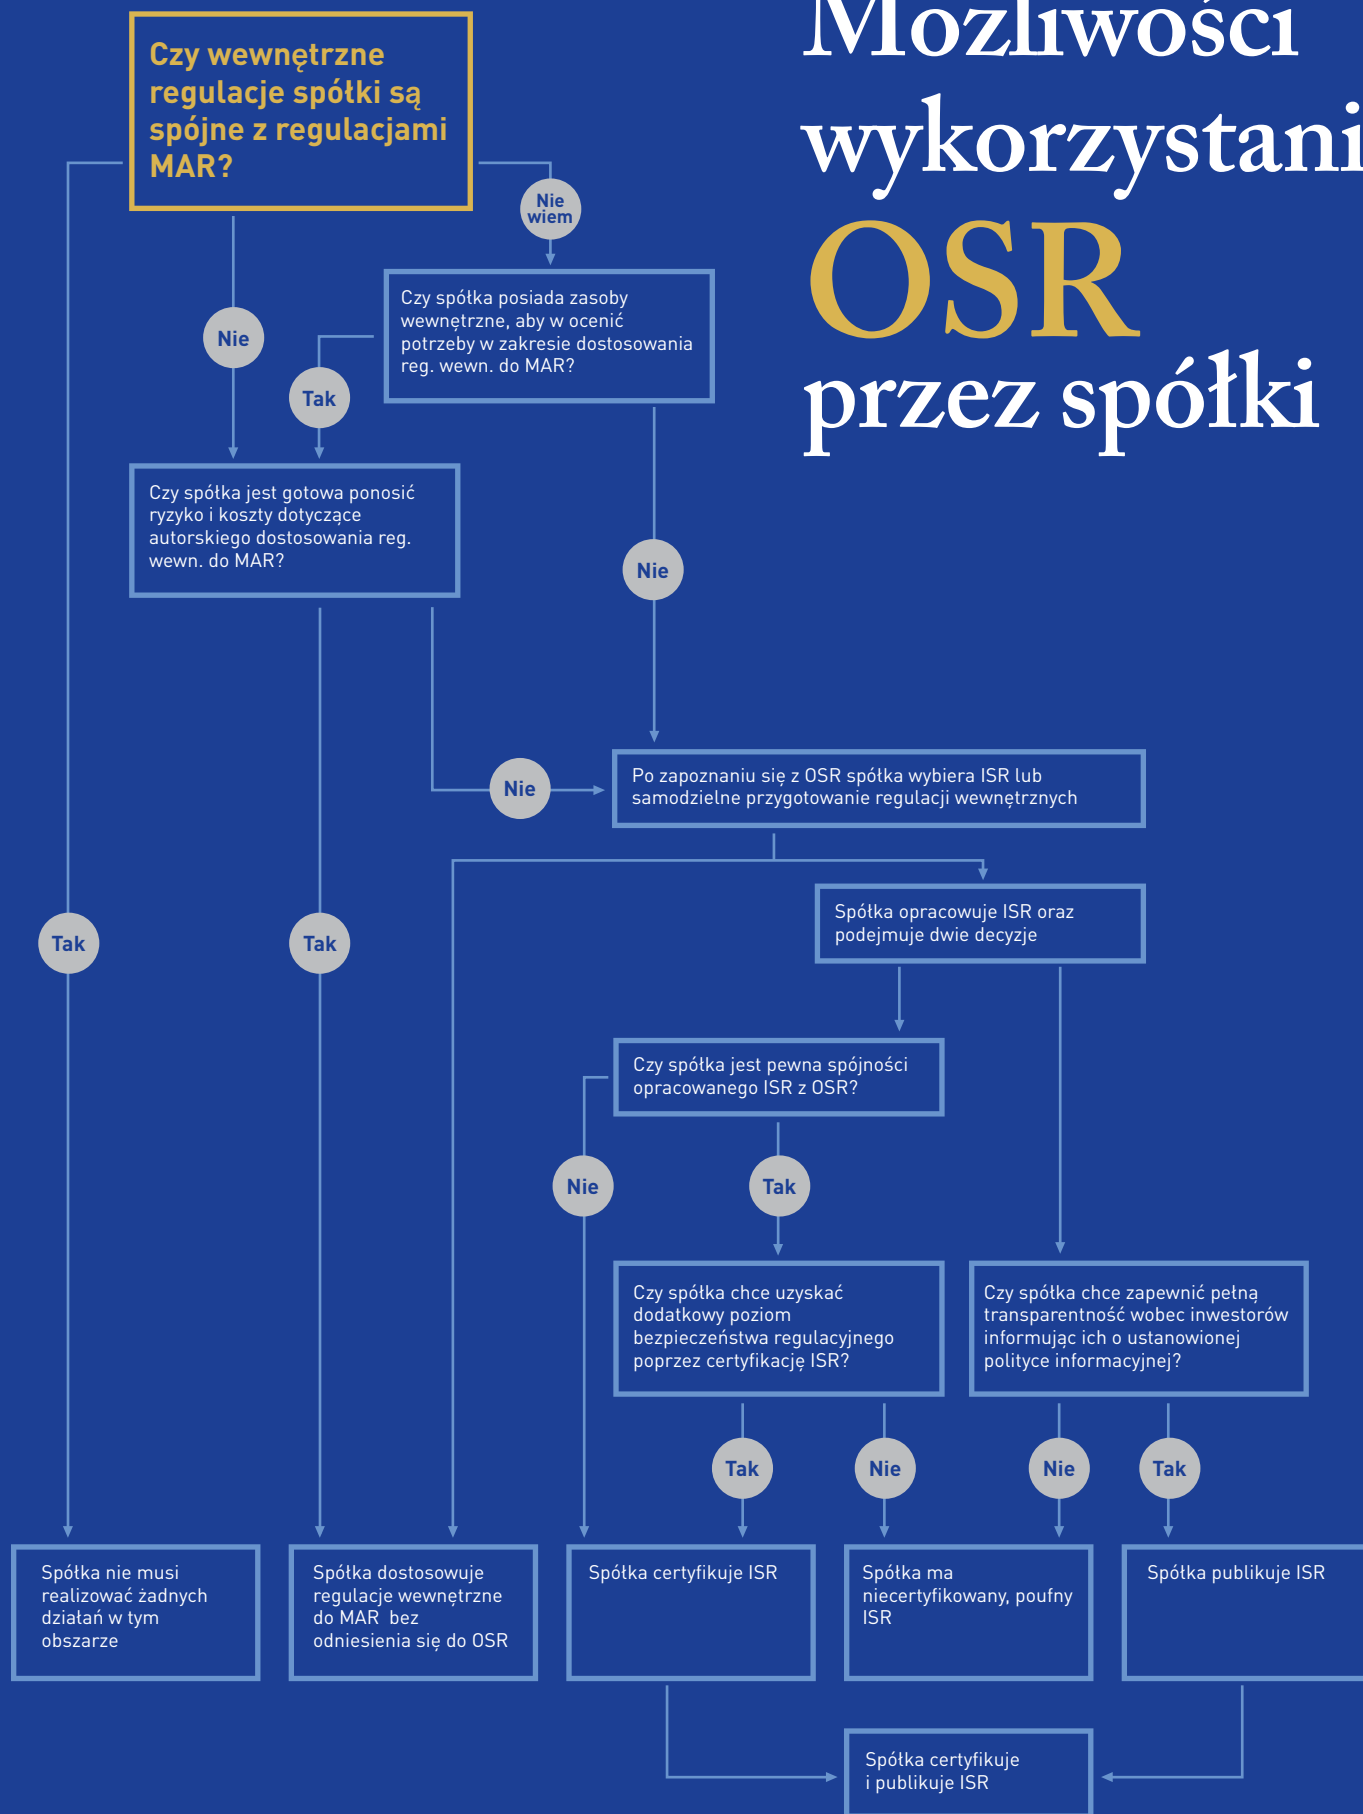 Możliwości
wykorzystani
OSR
przez spółki
Czy wewnętrzne
regulacje spółki są
spójne z regulacjami
MAR?
Nie
wiem
Czy spółka posiada zasoby
wewnętrzne, aby w ocenić
potrzeby w zakresie dostosowania
reg. wewn. do MAR?
Nie
Tak
Czy spółka jest gotowa ponosić
ryzyko i koszty dotyczące
autorskiego dostosowania reg.
wewn. do MAR?
Nie
Po zapoznaniu się z OSR spółka wybiera ISR lub
samodzielne przygotowanie regulacji wewnętrznych
Nie
Spółka opracowuje ISR oraz
podejmuje dwie decyzje
Tak
Tak
Czy spółka jest pewna spójności
opracowanego ISR z OSR?
Nie
Tak
Czy spółka chce uzyskać
dodatkowy poziom
bezpieczeństwa regulacyjnego
poprzez certyfikację ISR?
Czy spółka chce zapewnić pełną
transparentność wobec inwestorów
informując ich o ustanowionej
polityce informacyjnej?
Tak
Nie
Nie
Tak
Spółka nie musi
realizować żadnych
działań w tym
obszarze
Spółka dostosowuje
regulacje wewnętrzne
do MAR bez
odniesienia się do OSR
Spółka certyfikuje ISR
Spółka ma
niecertyfikowany, poufny
ISR
Spółka publikuje ISR
Spółka certyfikuje
i publikuje ISR